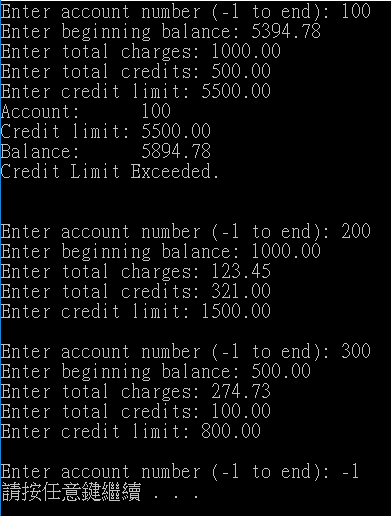 Enter account number (-1 to end): 100
Enter beginning balance: 5394.78
Enter total charges: 1000.00
Enter total credits: 500.00
Enter credit limit: 5500.00
Account:      100
Credit limit: 5500.00
Balance:      5894.78
Credit Limit Exceeded.
Enter account number (-1 to end): 200
Enter beginning balance: 1000.00
Enter total charges: 123.45
Enter total credits: 321.00
Enter credit limit: 1500.00
Enter account number (-1 to end): 300
Enter beginning balance: 500.00
Enter total charges: 274.73
Enter total credits: 100.00
Enter credit limit: 800.00
Enter account number (-1 to end): -1
請按任意鍵繼續 . . .